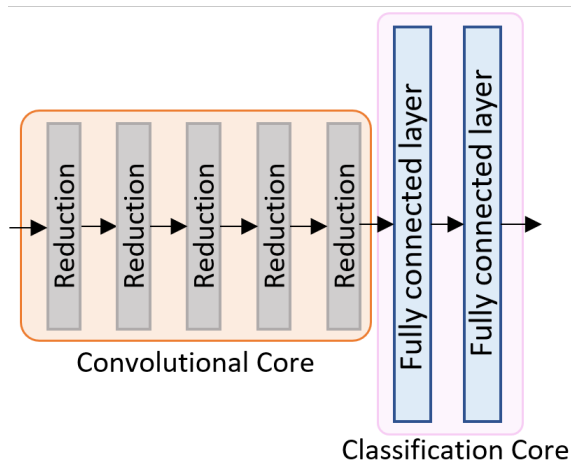 Reduction
Reduction
Reduction
Reduction
Reduction
Fully connected layer
Fully connected layer
Convolutional Core
Classification Core